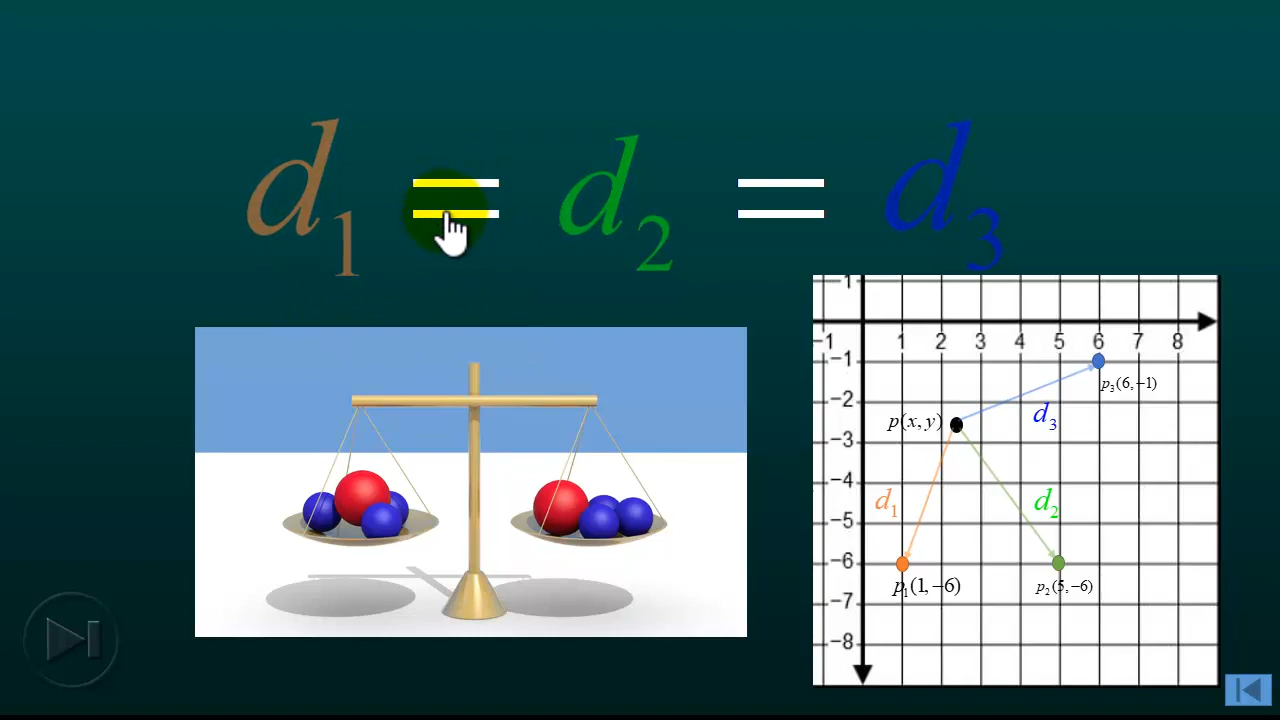 d₁ = d₂ = d₃
1
−1 1 2 3 4 5 6 7 8
−1
p₃(6,−1)
−2
d₃
p(x, y)
−3
−4
d₁
d₂
−5
−6
p₁(1,−6)
p₂(5,−6)
−7
−8